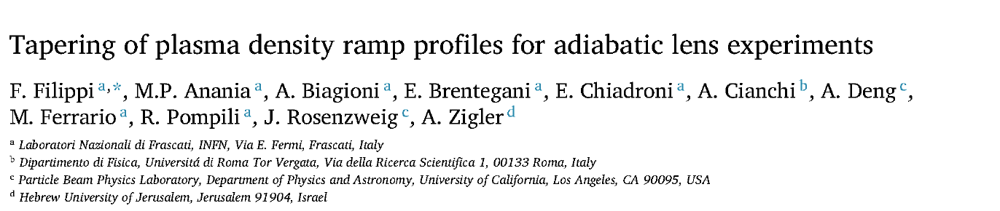 Tapering of plasma density ramp profiles for adiabatic lens experiments
F. Filippi a,*, M.P. Anania a, A. Biagioni a, E. Brentegani a, E. Chiadroni a, A. Cianchi b, A. Deng c,
M. Ferrario a, R. Pompili a, J. Rosenzweig c, A. Zigler d
a Laboratori Nazionali di Frascati, INFN, Via E. Fermi, Frascati, Italy
b Dipartimento di Fisica, Universitá di Roma Tor Vergata, Via della Ricerca Scientifica 1, 00133 Roma, Italy
c Particle Beam Physics Laboratory, Department of Physics and Astronomy, University of California, Los Angeles, CA 90095, USA
d Hebrew University of Jerusalem, Jerusalem 91904, Israel